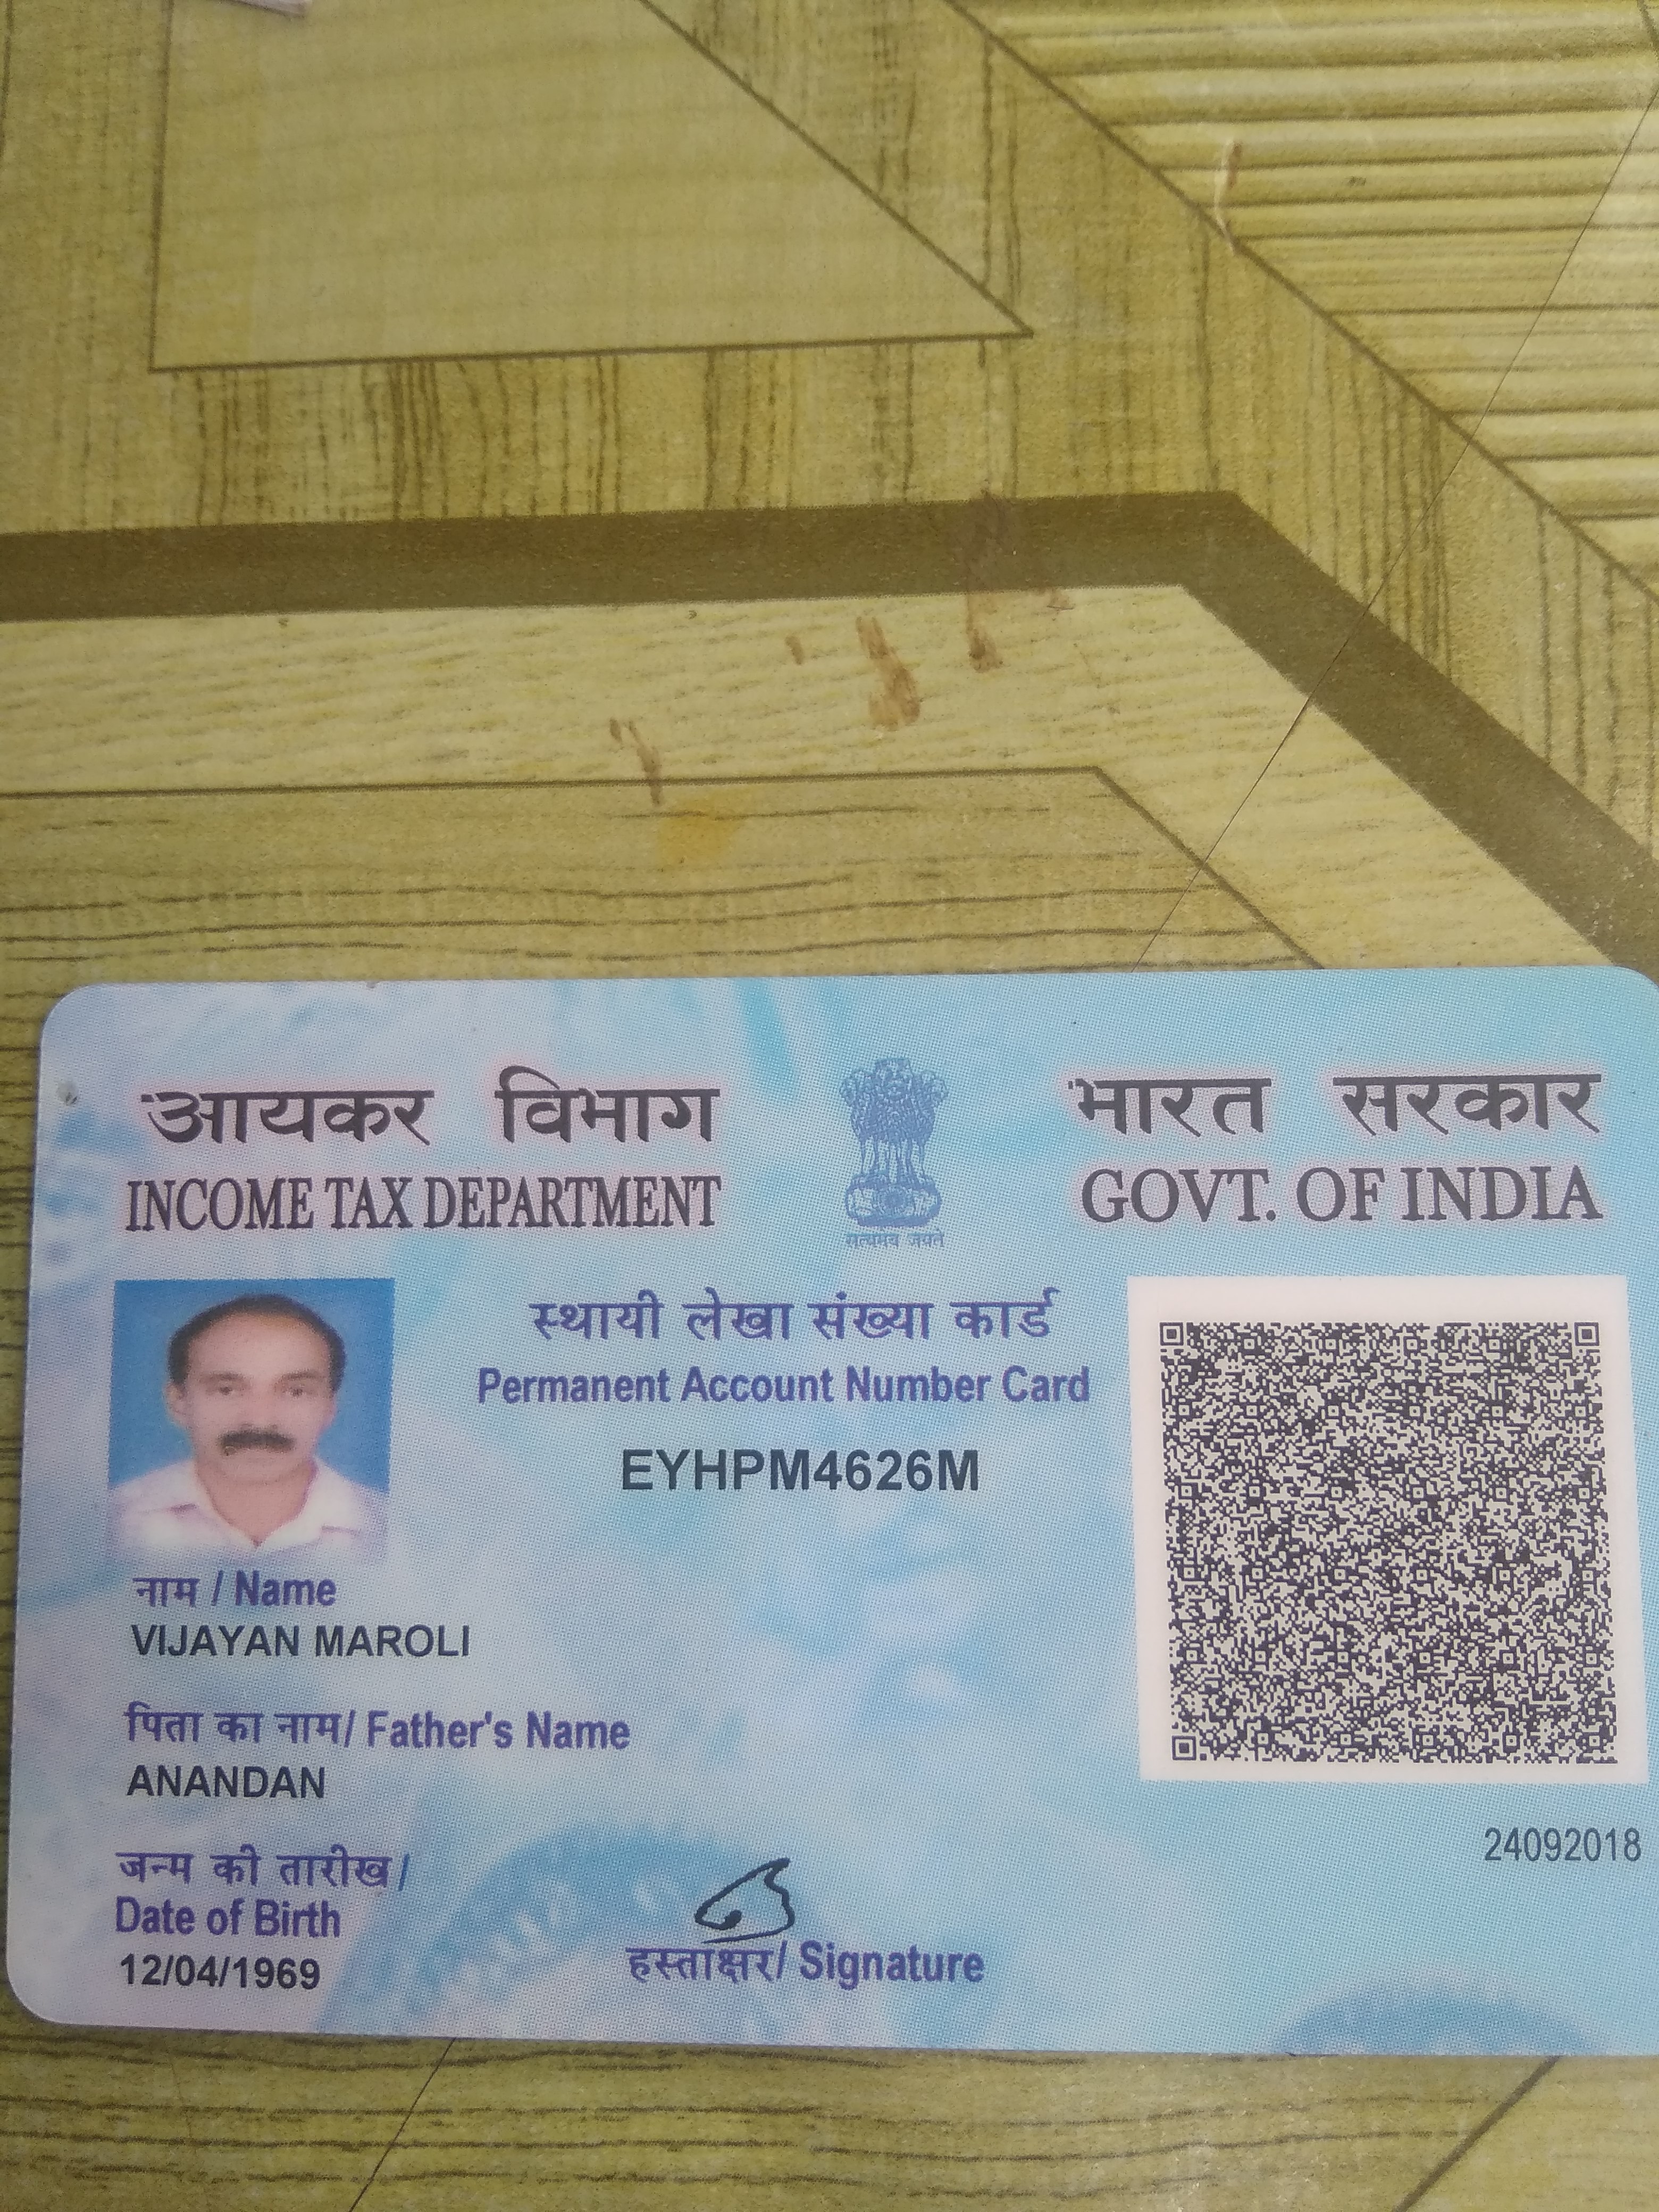 आयकर विभाग
INCOME TAX DEPARTMENT
सत्यमेव जयते
भारत सरकार
GOVT. OF INDIA
स्थायी लेखा संख्या कार्ड
Permanent Account Number Card
EYHPM4626M
नाम / Name
VIJAYAN MAROLI
पिता का नाम/ Father's Name
ANANDAN
जन्म की तारीख/
Date of Birth
12/04/1969
हस्ताक्षर/ Signature
24092018